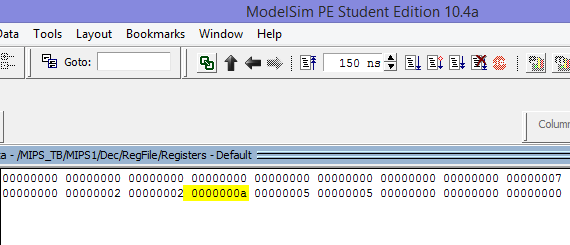 ModelSim PE Student Edition 10.4a
Data Tools Layout Bookmarks Window Help
Goto: 150 ns
Column
a - /MIPS_TB/MIPS1/Dec/RegFile/Registers - Default
00000000 00000000 00000000 00000000 00000000 00000000 00000000 00000000 00000007
00000000 00000002 00000002 0000000a 00000005 00000005 00000000 00000000 00000000